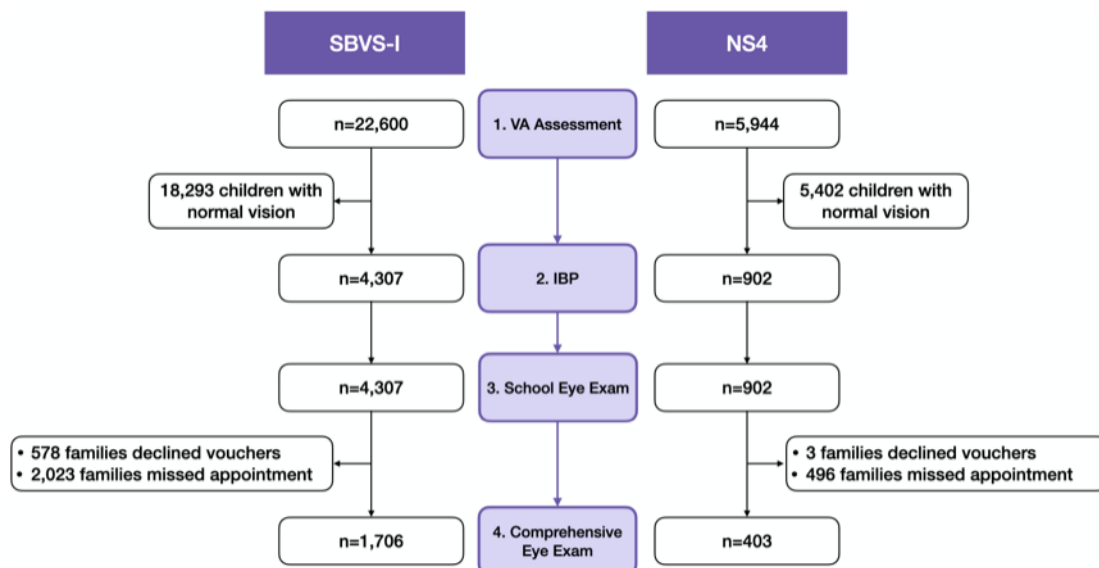 SBVS-I
NS4
n=22,600
1. VA Assessment
n=5,944
18,293 children with
normal vision
5,402 children with
normal vision
n=4,307
2. IBP
n=902
n=4,307
3. School Eye Exam
n=902
• 578 families declined vouchers
• 2,023 families missed appointment
• 3 families declined vouchers
• 496 families missed appointment
n=1,706
4. Comprehensive
Eye Exam
n=403